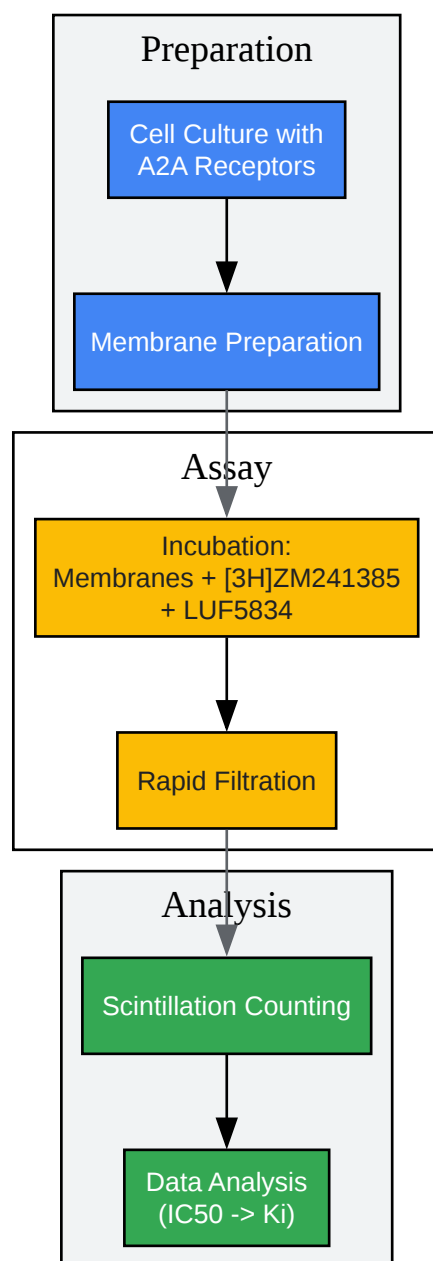 Preparation
Cell Culture with
A2A Receptors
Membrane Preparation
Assay
Incubation:
Membranes + [3H]ZM241385
+ LUF5834
Rapid Filtration
Analysis
Scintillation Counting
Data Analysis
(IC50 -> Ki)